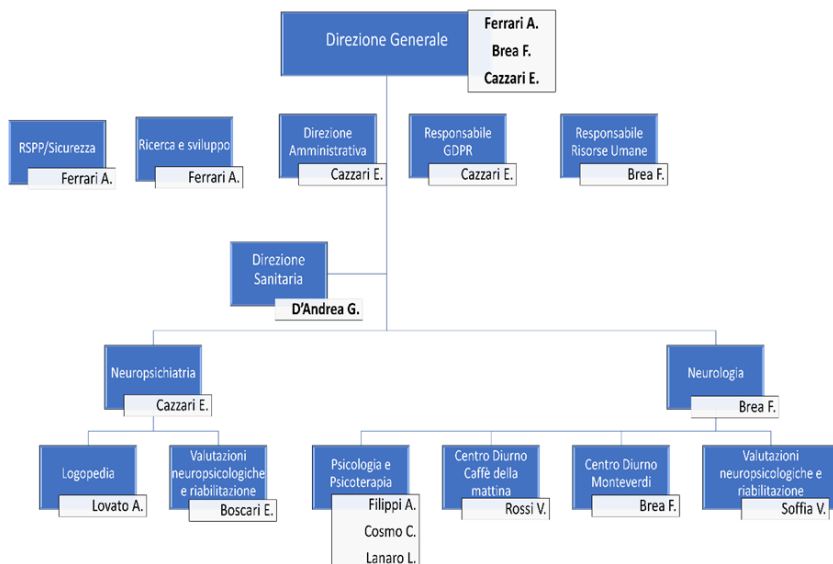 Direzione Generale
Ferrari A.
Brea F.
Cazzari E.
RSPP/Sicurezza
Ferrari A.
Ricerca e sviluppo
Ferrari A.
Direzione
Amministrativa
Cazzari E.
Responsabile
GDPR
Cazzari E.
Responsabile
Risorse Umane
Brea F.
Direzione
Sanitaria
D'Andrea G.
Neuropsichiatria
Cazzari E.
Neurologia
Brea F.
Logopedia
Lovato A.
Valutazioni
neuropsicologiche
e riabilitazione
Boscari E.
Psicologia e
Psicoterapia
Filippi A.
Cosmo C.
Lanaro L.
Centro Diurno
Caffè della
mattina
Rossi V.
Centro Diurno
Monteverdi
Brea F.
Valutazioni
neuropsicologiche e
riabilitazione
Soffia V.